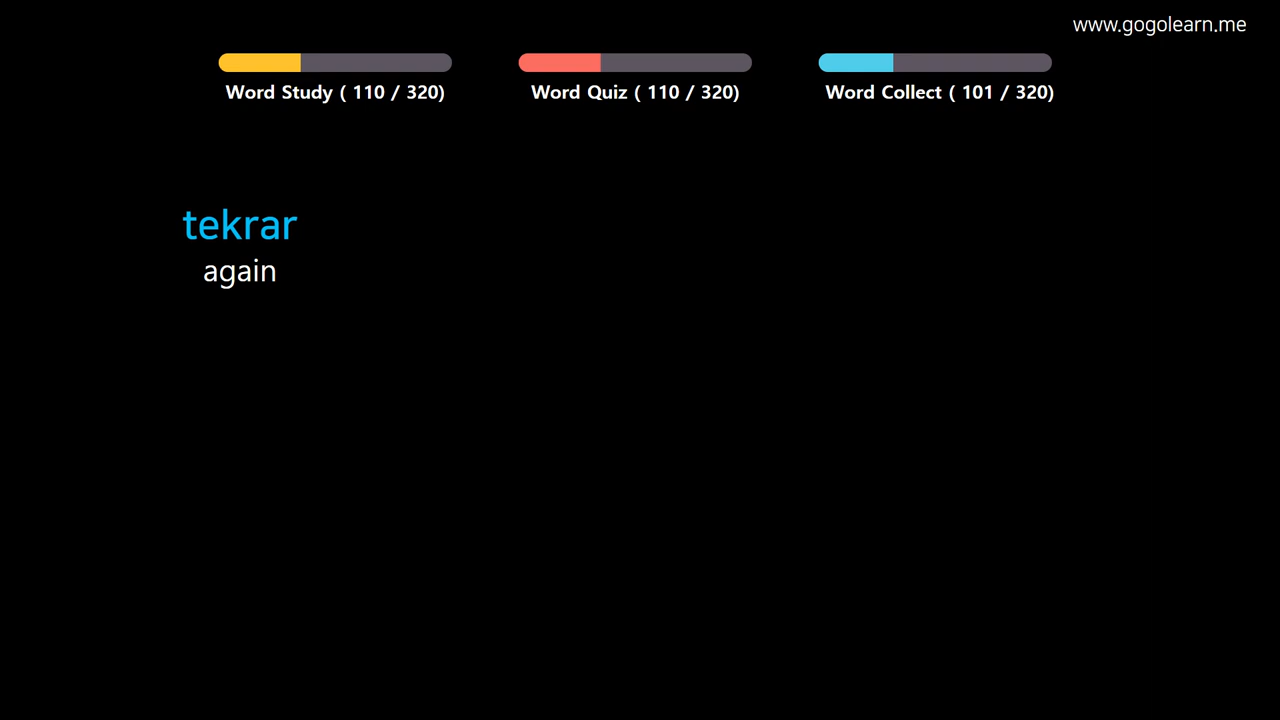 www.gogolearn.me
Word Study ( 110 / 320)
Word Quiz ( 110 / 320)
Word Collect ( 101 / 320)
tekrar
again